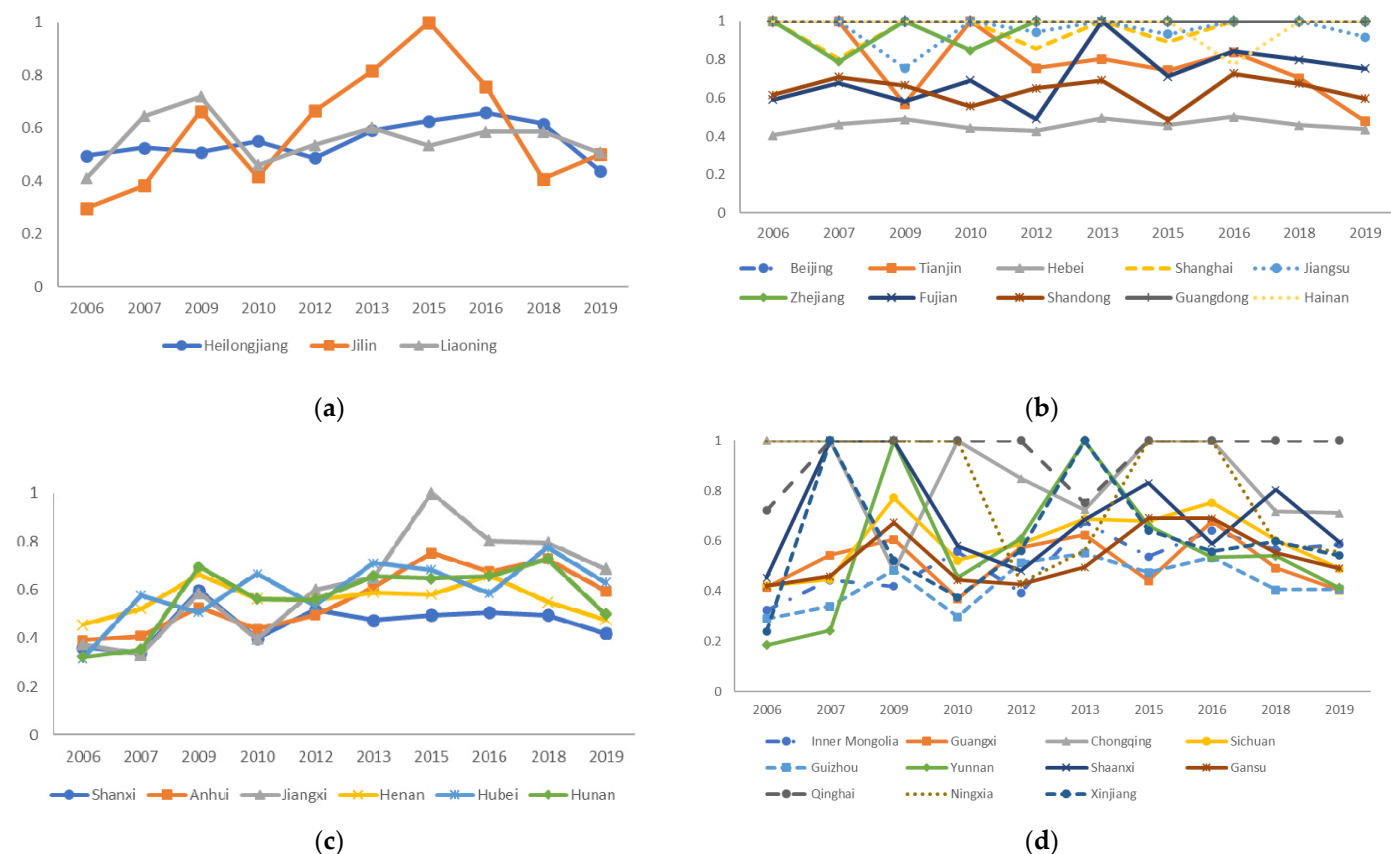 1
0.8
0.6
0.4
0.2
0
2006 2007 2009 2010 2012 2013 2015 2016 2018 2019
Heilongjiang Jilin Liaoning
(a)
1
0.8
0.6
0.4
0.2
0
2006 2007 2009 2010 2012 2013 2015 2016 2018 2019
Beijing Tianjin Hebei Shanghai Jiangsu
Zhejiang Fujian Shandong Guangdong Hainan
(b)
1
0.8
0.6
0.4
0.2
0
2006 2007 2009 2010 2012 2013 2015 2016 2018 2019
Shanxi Anhui Jiangxi Henan Hubei Hunan
(c)
1
0.8
0.6
0.4
0.2
0
2006 2007 2009 2010 2012 2013 2015 2016 2018 2019
Inner Mongolia Guangxi Chongqing Sichuan
Guizhou Yunnan Shaanxi Gansu
Qinghai Ningxia Xinjiang
(d)